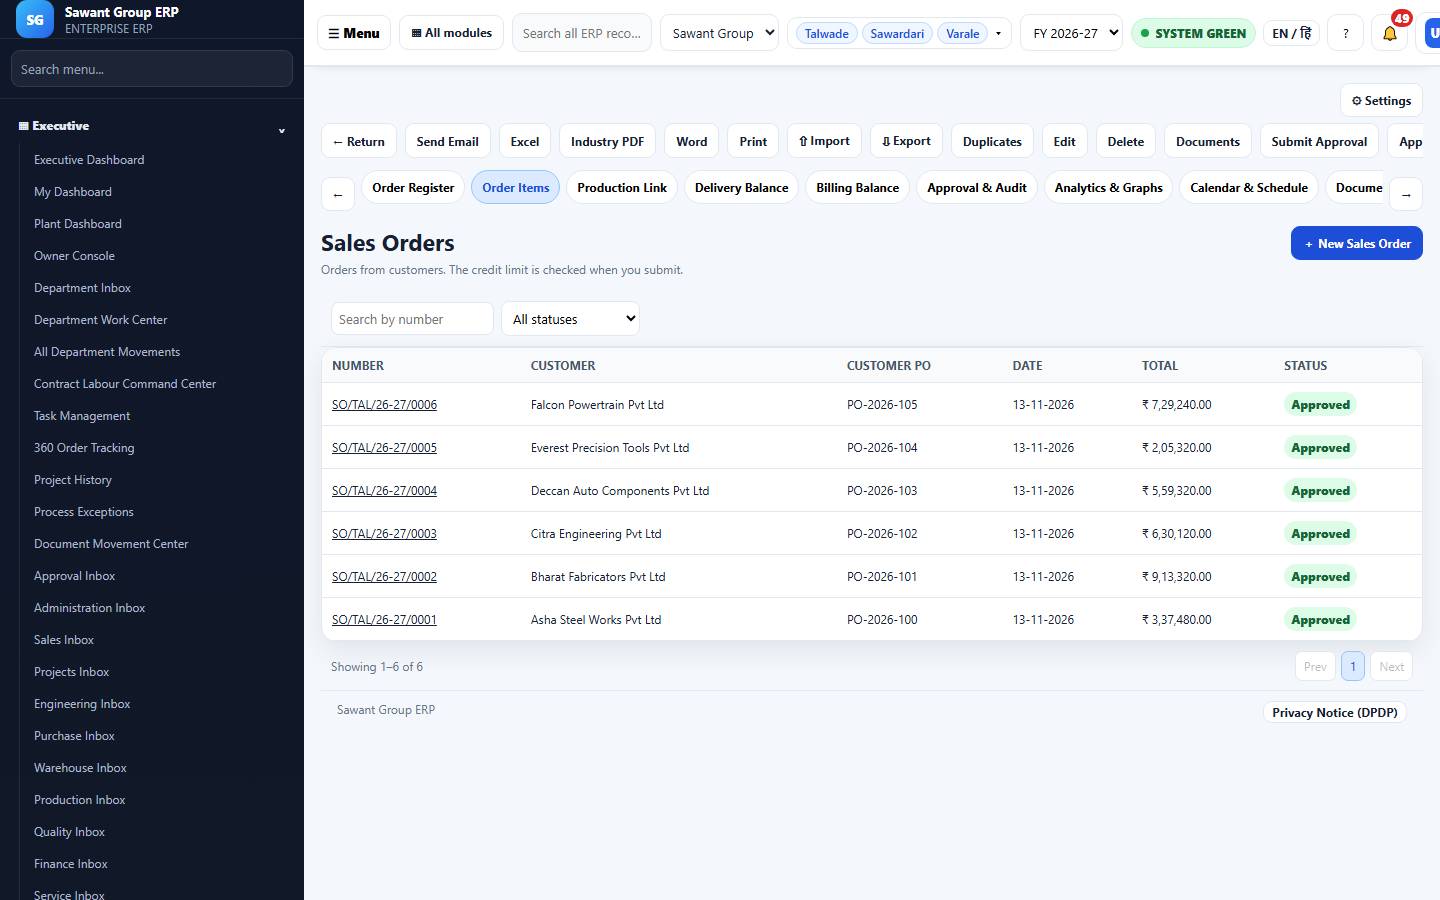 SG
Sawant Group ERP
ENTERPRISE ERP
Search menu...
Executive
Executive Dashboard
My Dashboard
Plant Dashboard
Owner Console
Department Inbox
Department Work Center
All Department Movements
Contract Labour Command Center
Task Management
360 Order Tracking
Project History
Process Exceptions
Document Movement Center
Approval Inbox
Administration Inbox
Sales Inbox
Projects Inbox
Engineering Inbox
Purchase Inbox
Warehouse Inbox
Production Inbox
Quality Inbox
Finance Inbox
Service Inbox
☰ Menu
All modules
Search all ERP reco...
Sawant Group
Talwade
Sawardari
Varale
FY 2026-27
SYSTEM GREEN
EN / हिं
?
49
U
⚙ Settings
← Return
Send Email
Excel
Industry PDF
Word
Print
⇧ Import
⇩ Export
Duplicates
Edit
Delete
Documents
Submit Approval
App
←
Order Register
Order Items
Production Link
Delivery Balance
Billing Balance
Approval & Audit
Analytics & Graphs
Calendar & Schedule
Docume
→
Sales Orders
+ New Sales Order
Orders from customers. The credit limit is checked when you submit.
Search by number
All statuses
NUMBER CUSTOMER CUSTOMER PO DATE TOTAL STATUS
SO/TAL/26-27/0006 Falcon Powertrain Pvt Ltd PO-2026-105 13-11-2026 ₹ 7,29,240.00 Approved
SO/TAL/26-27/0005 Everest Precision Tools Pvt Ltd PO-2026-104 13-11-2026 ₹ 2,05,320.00 Approved
SO/TAL/26-27/0004 Deccan Auto Components Pvt Ltd PO-2026-103 13-11-2026 ₹ 5,59,320.00 Approved
SO/TAL/26-27/0003 Citra Engineering Pvt Ltd PO-2026-102 13-11-2026 ₹ 6,30,120.00 Approved
SO/TAL/26-27/0002 Bharat Fabricators Pvt Ltd PO-2026-101 13-11-2026 ₹ 9,13,320.00 Approved
SO/TAL/26-27/0001 Asha Steel Works Pvt Ltd PO-2026-100 13-11-2026 ₹ 3,37,480.00 Approved
Showing 1–6 of 6
Prev
1
Next
Sawant Group ERP
Privacy Notice (DPDP)